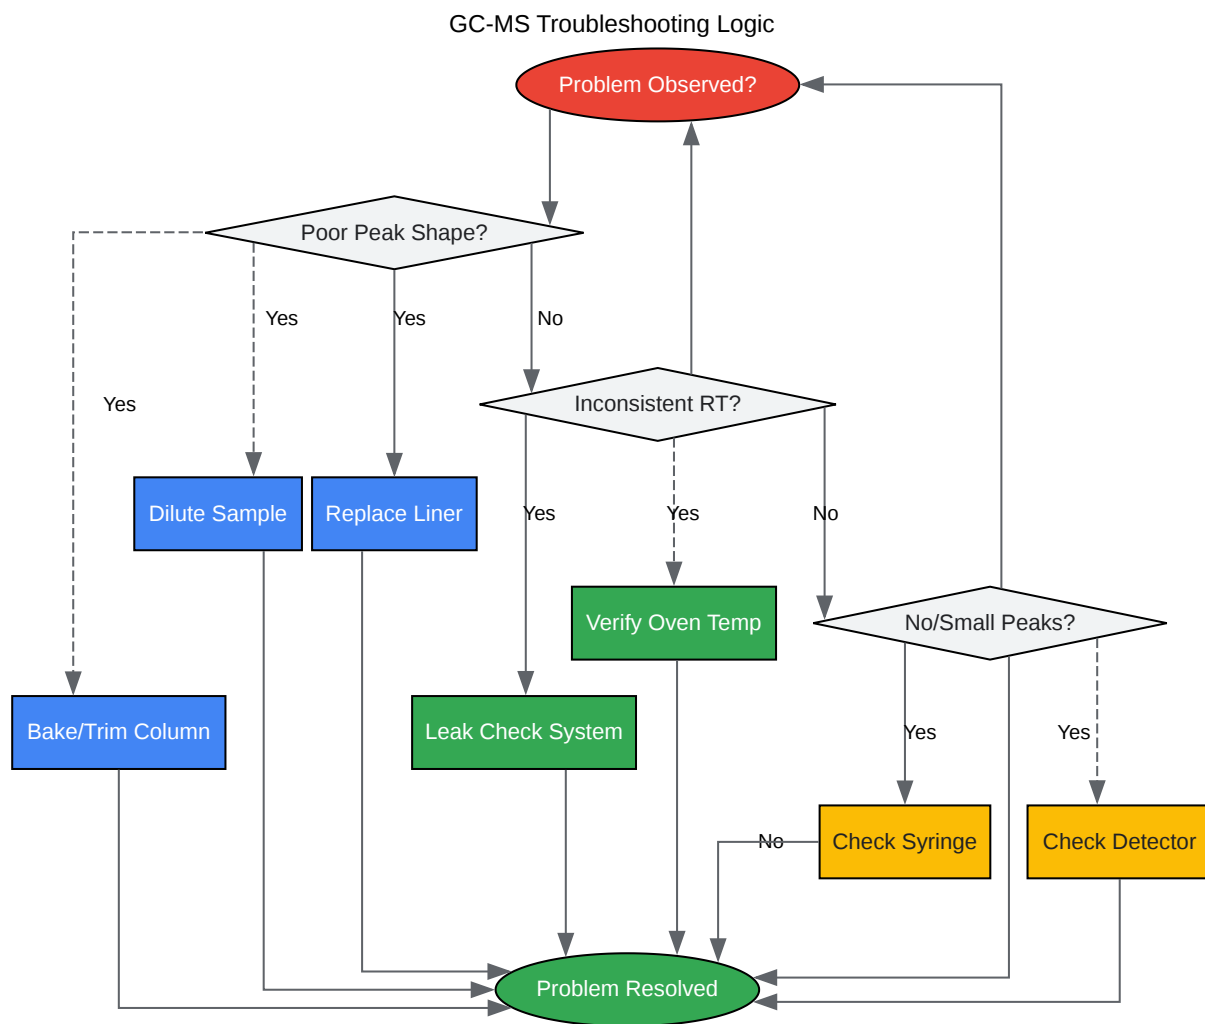 GC-MS Troubleshooting Logic
Problem Observed?
Poor Peak Shape?
Yes
Yes
No
Yes
Inconsistent RT?
Dilute Sample
Replace Liner
Yes
Yes
No
Verify Oven Temp
No/Small Peaks?
Bake/Trim Column
Leak Check System
Yes
Yes
No
Check Syringe
Check Detector
Problem Resolved